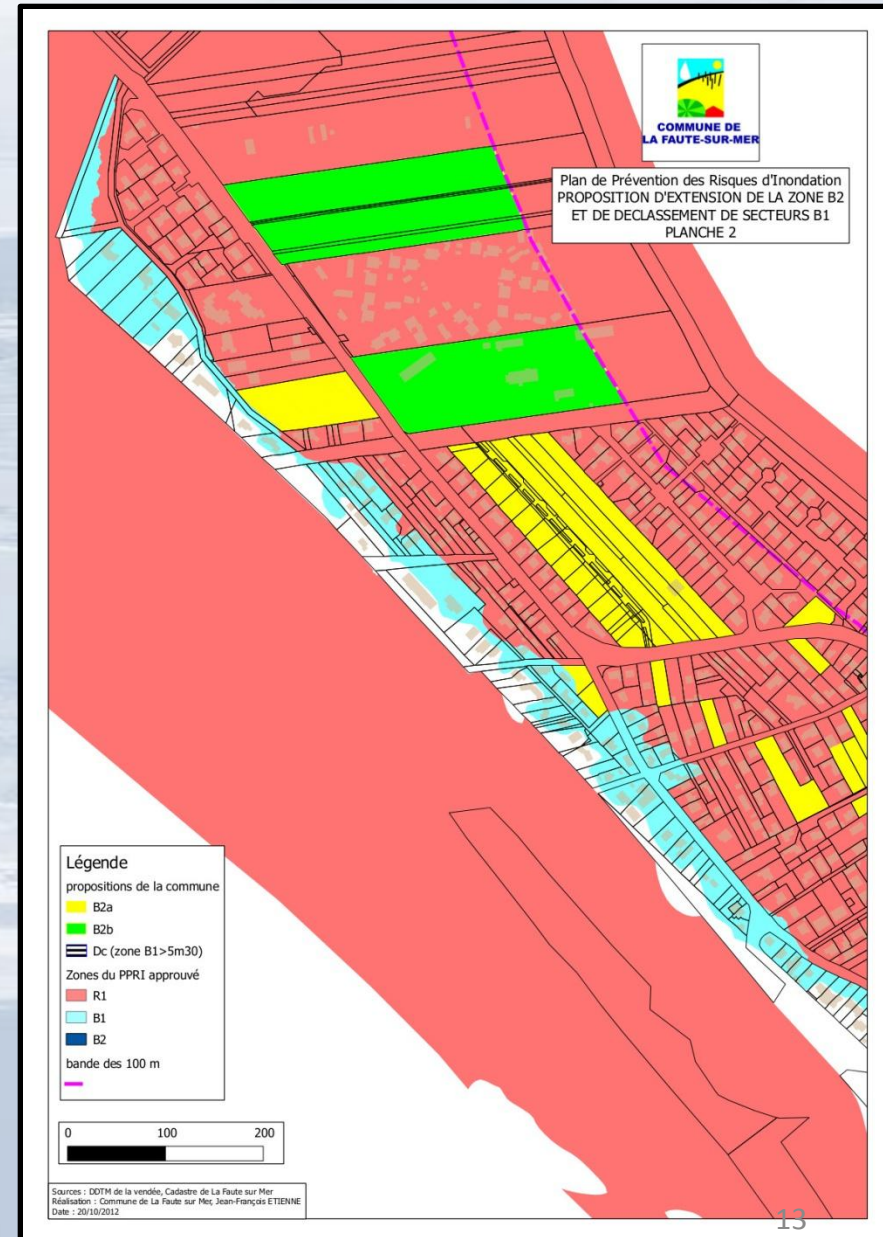 COMMUNE DE
LA FAUTE-SUR-MER
Plan de Prévention des Risques d'Inondation
PROPOSITION D'EXTENSION DE LA ZONE B2
ET DE DECLASSEMENT DE SECTEURS B1
PLANCHE 2
Légende
propositions de la commune
B2a
B2b
Dc (zone B1>5m30)
Zones du PPRI approuvé
R1
B1
B2
bande des 100 m
0 100 200
Sources : DDTM de la vendée, Cadastre de La Faute sur Mer
Réalisation : Commune de La Faute sur Mer, Jean-François ETIENNE
Date : 20/10/2012
13